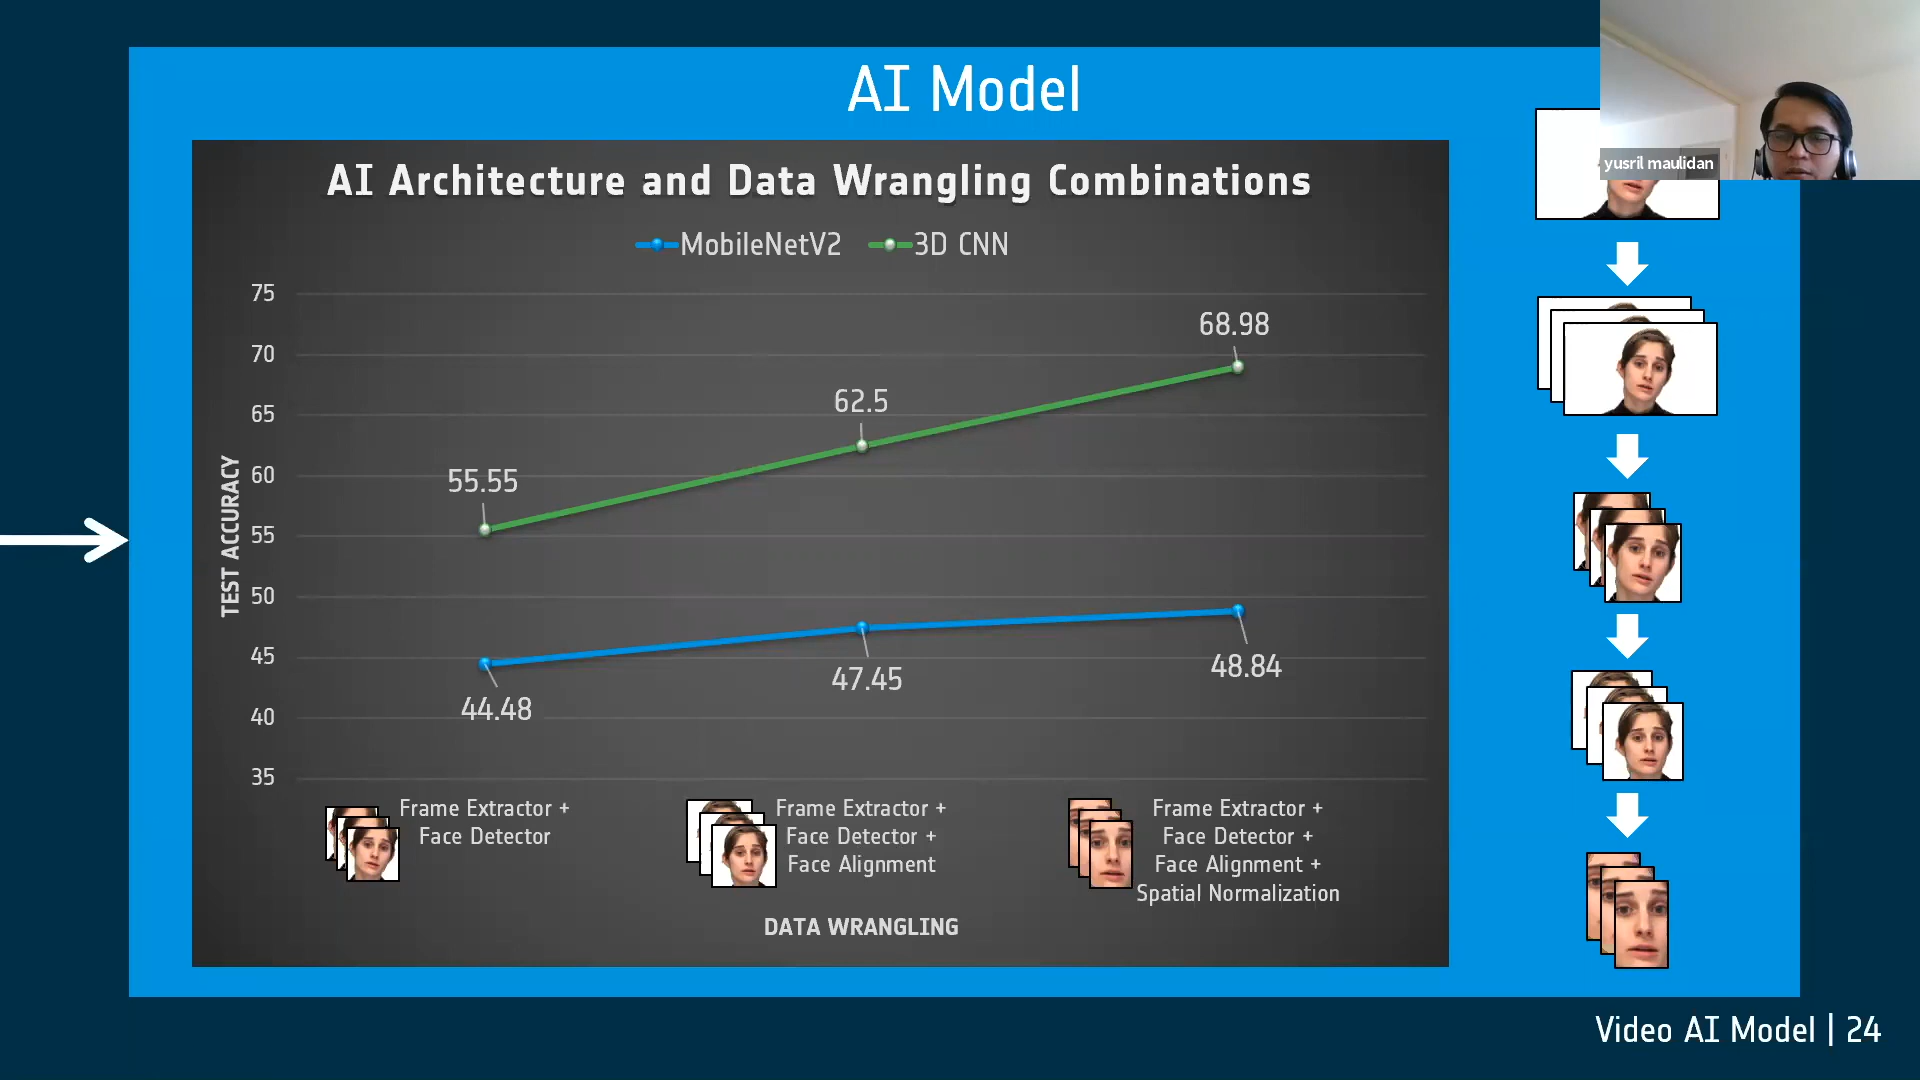 AI Model
yusril maulidan
AI Architecture and Data Wrangling Combinations
MobileNetV2
3D CNN
75
70
65
60
55
50
45
40
35
TEST ACCURACY
55.55
62.5
68.98
44.48
47.45
48.84
Frame Extractor +
Face Detector
Frame Extractor +
Face Detector +
Face Alignment
Frame Extractor +
Face Detector +
Face Alignment +
Spatial Normalization
DATA WRANGLING
Video AI Model | 24